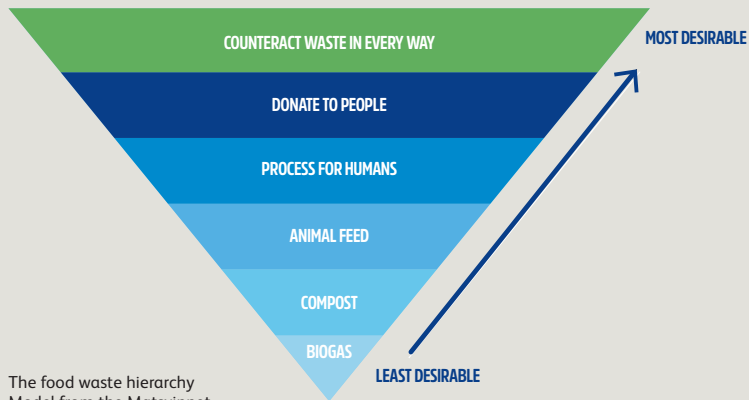 COUNTERACT WASTE IN EVERY WAY
MOST DESIRABLE
DONATE TO PEOPLE
PROCESS FOR HUMANS
ANIMAL FEED
COMPOST
BIOGAS
LEAST DESIRABLE
The food waste hierarchy
Model from the Matsvinnet